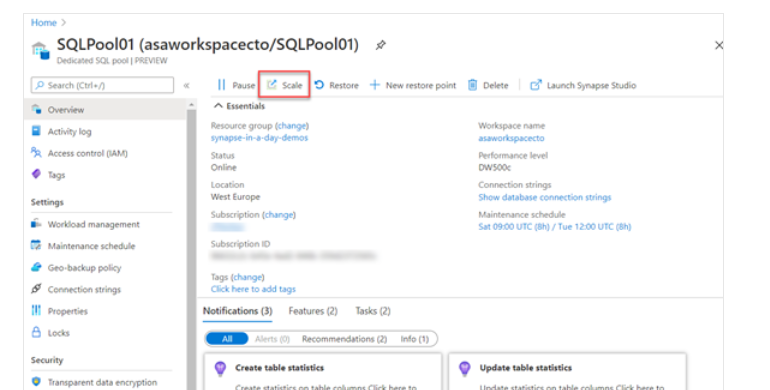 Home >
SQLPool01 (asaworkspacecto/SQLPool01)
Dedicated SQL pool | PREVIEW
Search (Ctrl+/)
Pause Scale Restore New restore point Delete Launch Synapse Studio
Overview
Activity log
Access control (IAM)
Tags
Settings
Workload management
Maintenance schedule
Geo-backup policy
Connection strings
Properties
Locks
Security
Transparent data encryption
Essentials
Resource group (change)
synapse-in-a-day-demos
Status
Online
Location
West Europe
Subscription (change)
Subscription ID
Tags (change)
Click here to add tags
Workspace name
asaworkspacecto
Performance level
DW500c
Connection strings
Show database connection strings
Maintenance schedule
Sat 09:00 UTC (8h) / Tue 12:00 UTC (8h)
Notifications (3) Features (2) Tasks (2)
All Alerts (0) Recommendations (2) Info (1)
Create table statistics
Create statistics on table columns Click here to
Update table statistics
Update statistics on table columns Click here to